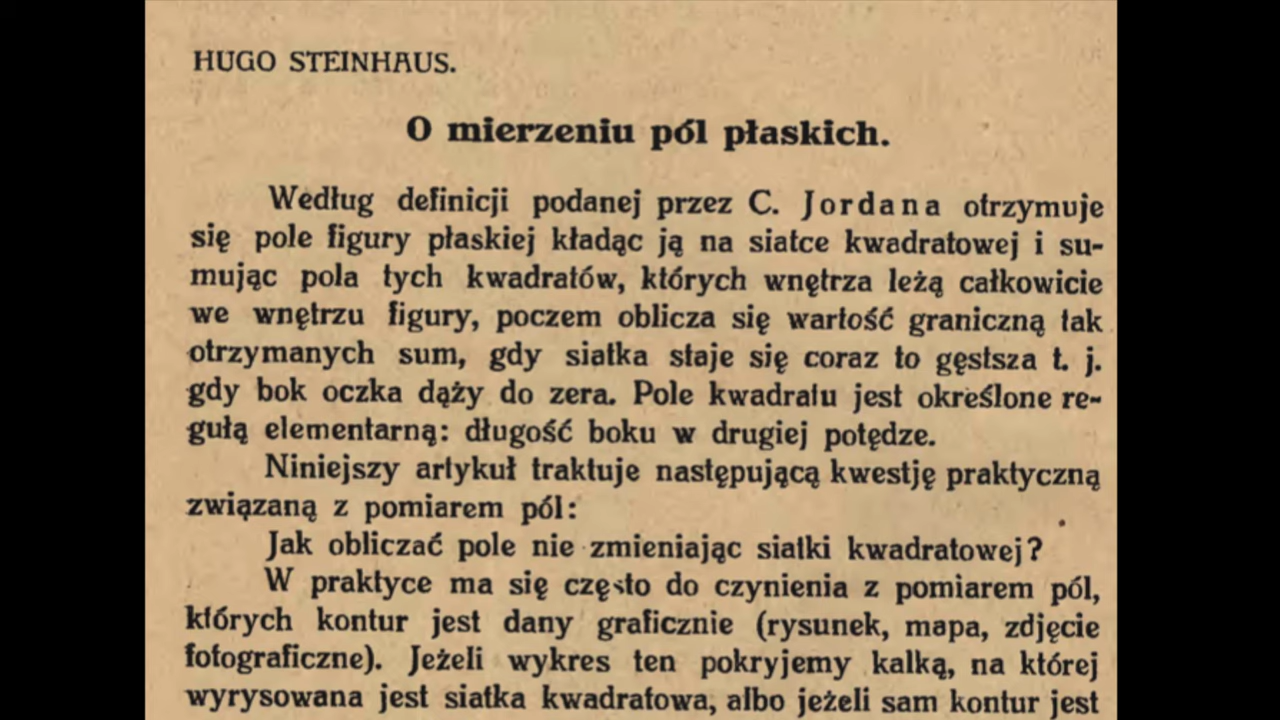 HUGO STEINHAUS.
O mierzeniu pól płaskich.
Według definicji podanej przez C. Jordana otrzymuje
się pole figury płaskiej kładąc ją na siatce kwadratowej i su-
mując pola tych kwadratów, których wnętrza leżą całkowicie
we wnętrzu figury, poczem oblicza się wartość graniczną tak
otrzymanych sum, gdy siatka staje się coraz to gęstsza t. j.
gdy bok oczka dąży do zera. Pole kwadratu jest określone re-
gułą elementarną: długość boku w drugiej potędze.
Niniejszy artykuł traktuje następującą kwestję praktyczną
związaną z pomiarem pól:
Jak obliczać pole nie zmieniając siatki kwadratowej?
W praktyce ma się często do czynienia z pomiarem pól,
których kontur jest dany graficznie (rysunek, mapa, zdjęcie
fotograficzne). Jeżeli wykres ten pokryjemy kalką, na której
wyrysowana jest siatka kwadratowa, albo jeżeli sam kontur jest